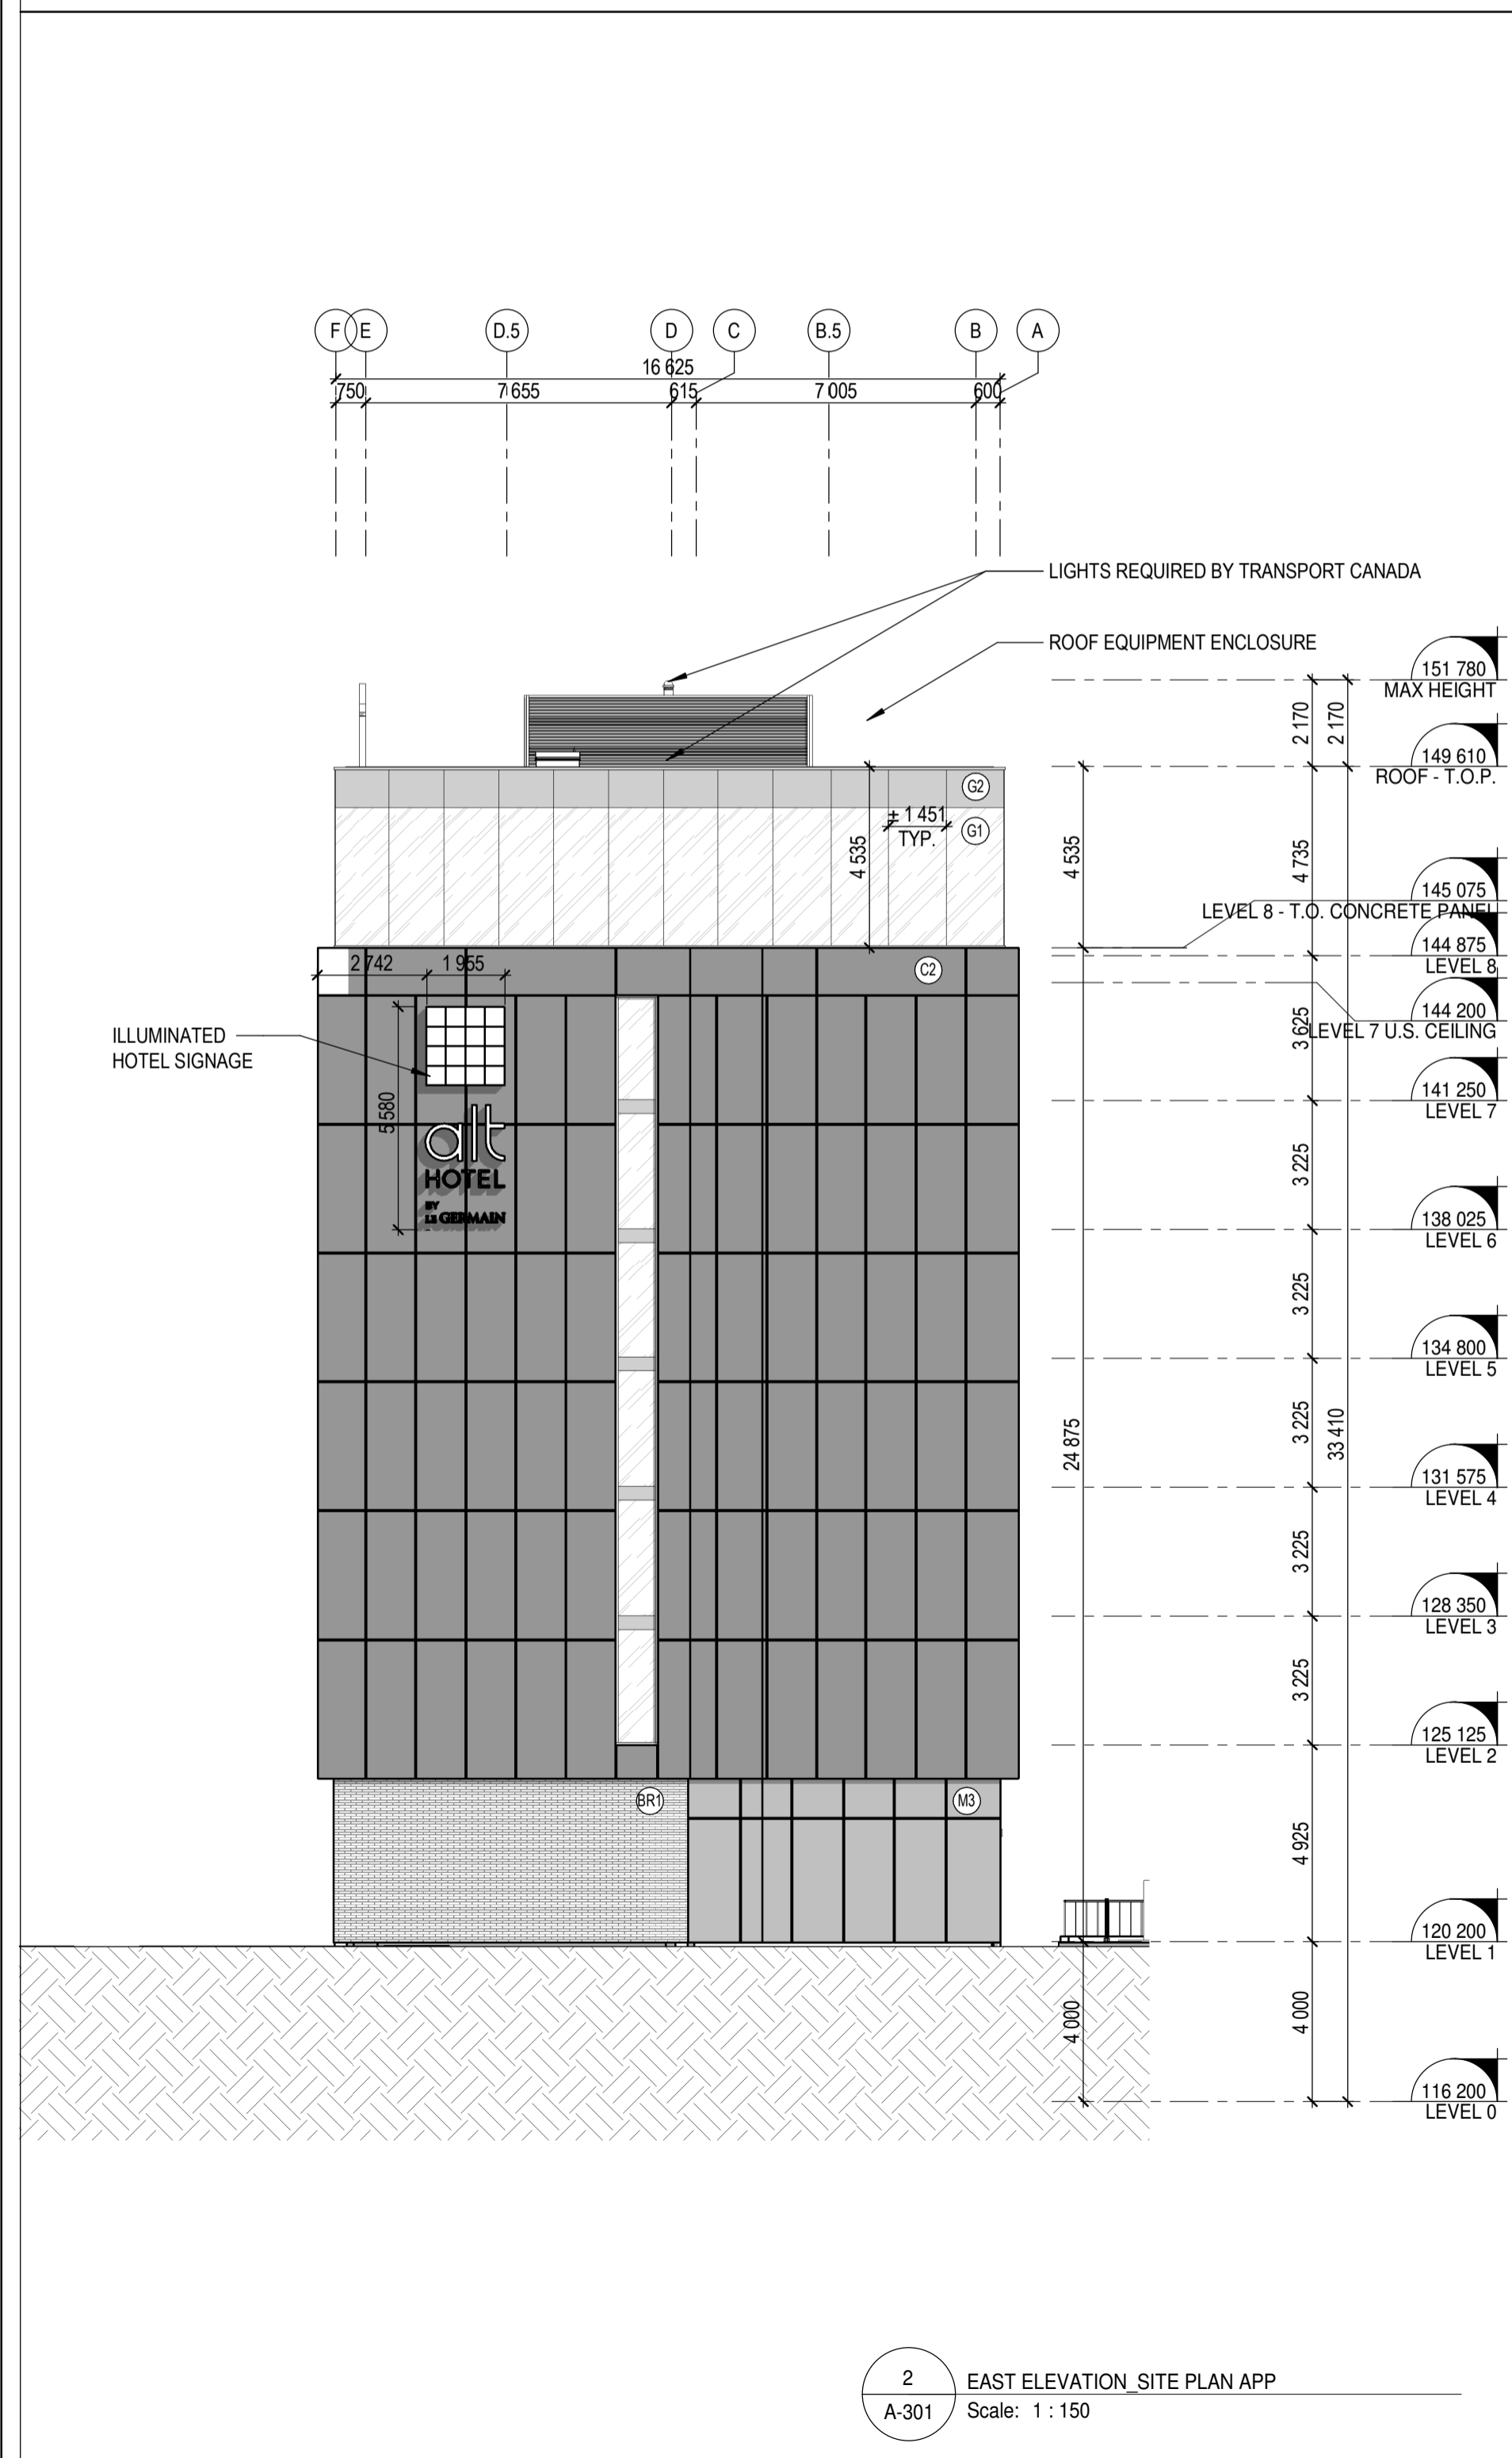 F E D.5 D C B.5 B A
16 625
750 7 655 615 7 005 600
LIGHTS REQUIRED BY TRANSPORT CANADA
ROOF EQUIPMENT ENCLOSURE
151 780
MAX HEIGHT
2 170
2 170
149 610
ROOF - T.O.P.
G2
± 1 451
TYP.
G1
4 535
4 535
4 735
145 075
LEVEL 8 - T.O. CONCRETE PANEL
144 875
LEVEL 8
2 742 1 955
C2
144 200
LEVEL 7 U.S. CEILING
3 625
ILLUMINATED
HOTEL SIGNAGE
5 580
141 250
LEVEL 7
alt
HOTEL
BY
LE GERMAIN
3 225
138 025
LEVEL 6
3 225
134 800
LEVEL 5
24 875
3 225
33 410
131 575
LEVEL 4
3 225
128 350
LEVEL 3
3 225
125 125
LEVEL 2
BR1
M3
4 925
120 200
LEVEL 1
4 000
4 000
116 200
LEVEL 0
2
A-301
EAST ELEVATION_SITE PLAN APP
Scale: 1 : 150